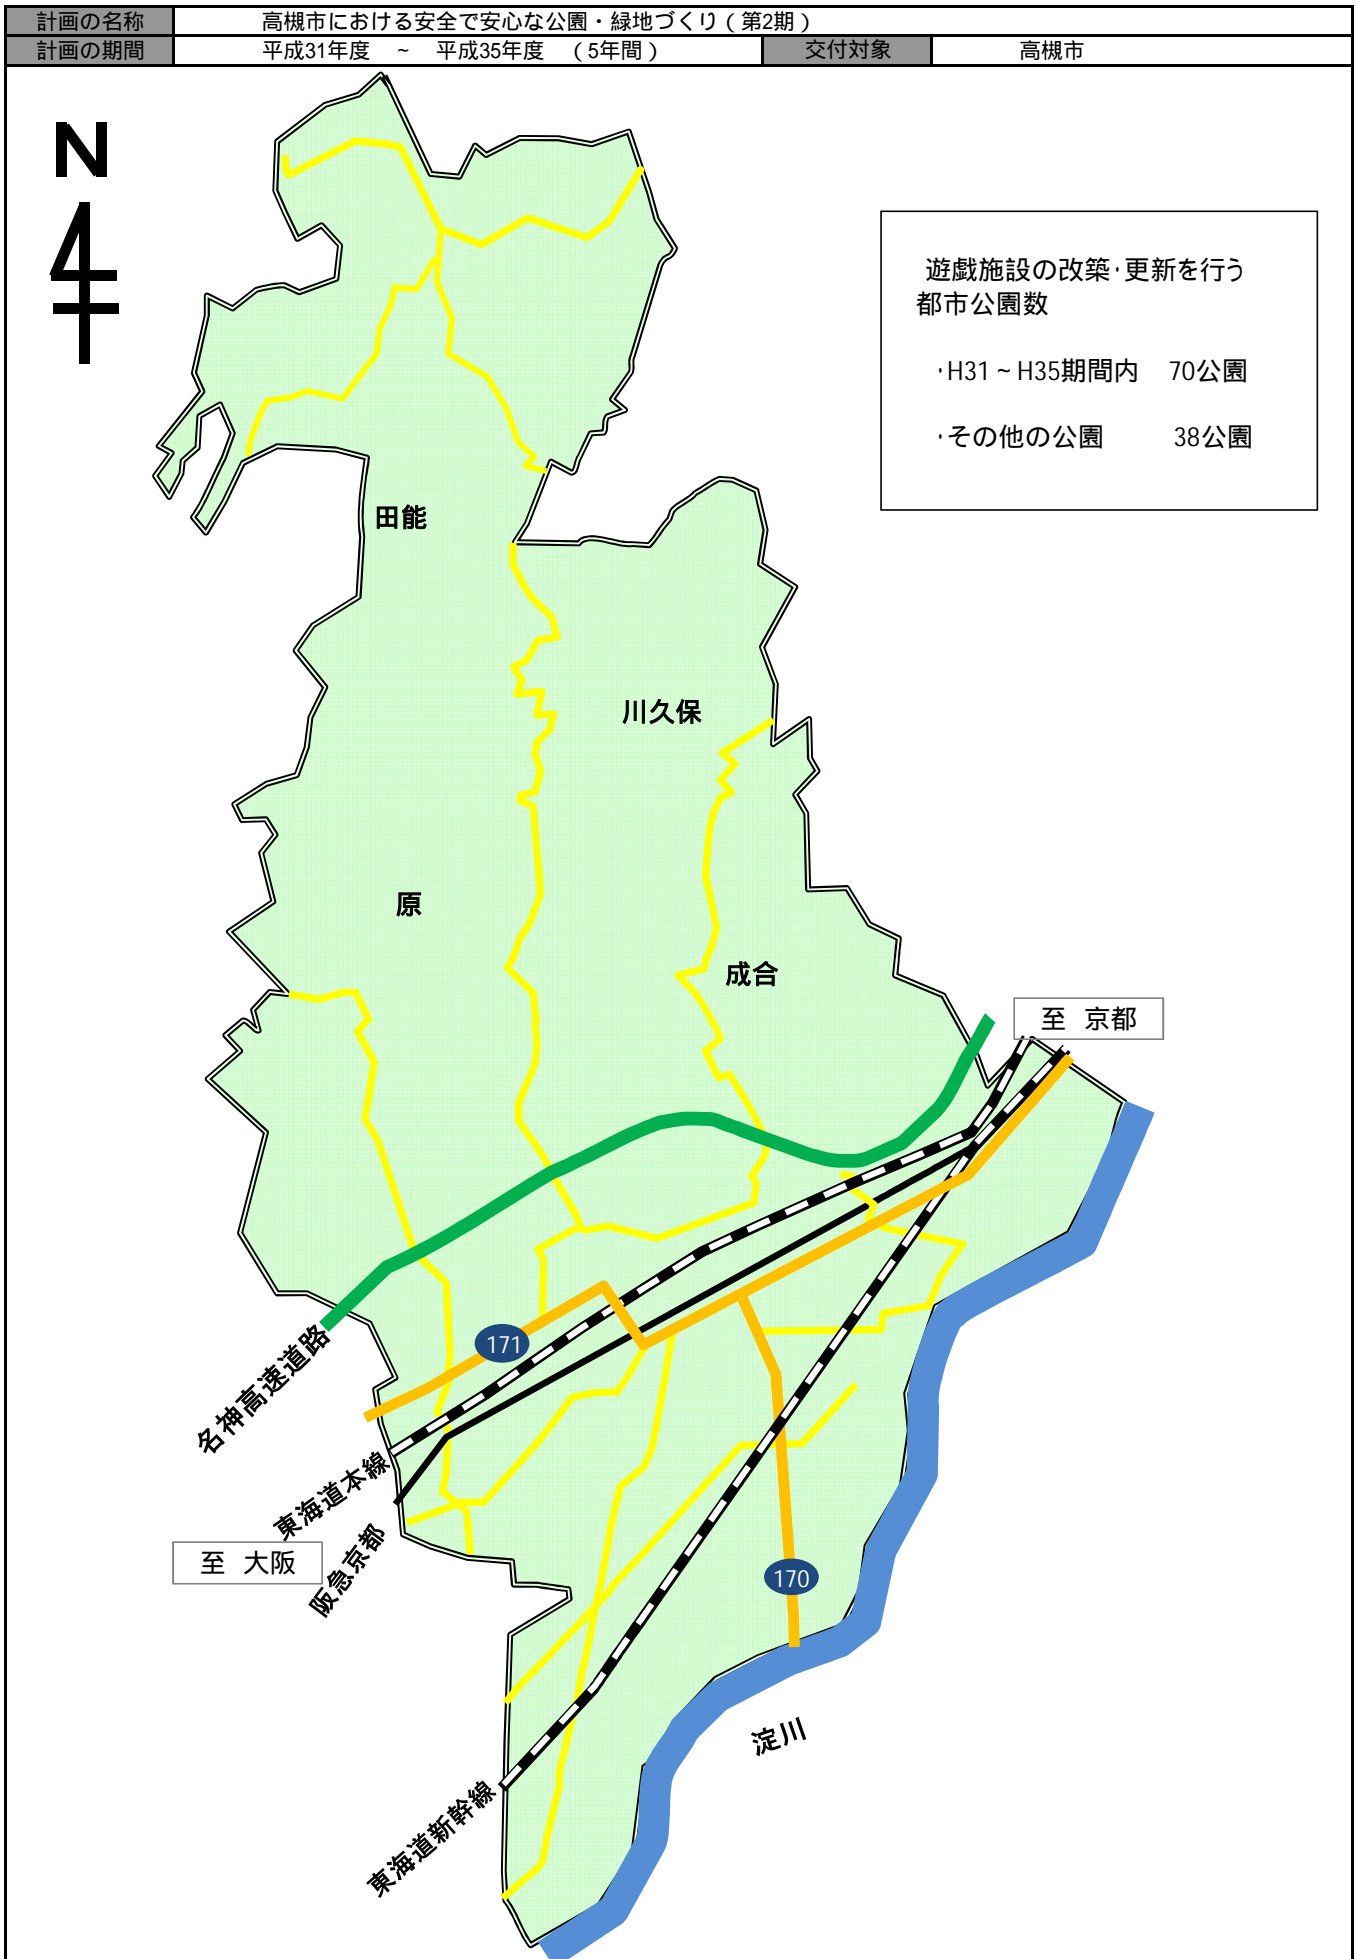 計画の名称 高槻市における安全で安心な公園・緑地づくり（第2期）
計画の期間 平成31年度 ～ 平成35年度 （5年間） 交付対象 高槻市
N
遊戯施設の改築・更新を行う
都市公園数
・H31～H35期間内 70公園
・その他の公園 38公園
田能
川久保
原
成合
至 京都
171
名神高速道路
東海道本線
至 大阪
阪急京都
170
淀川
東海道新幹線